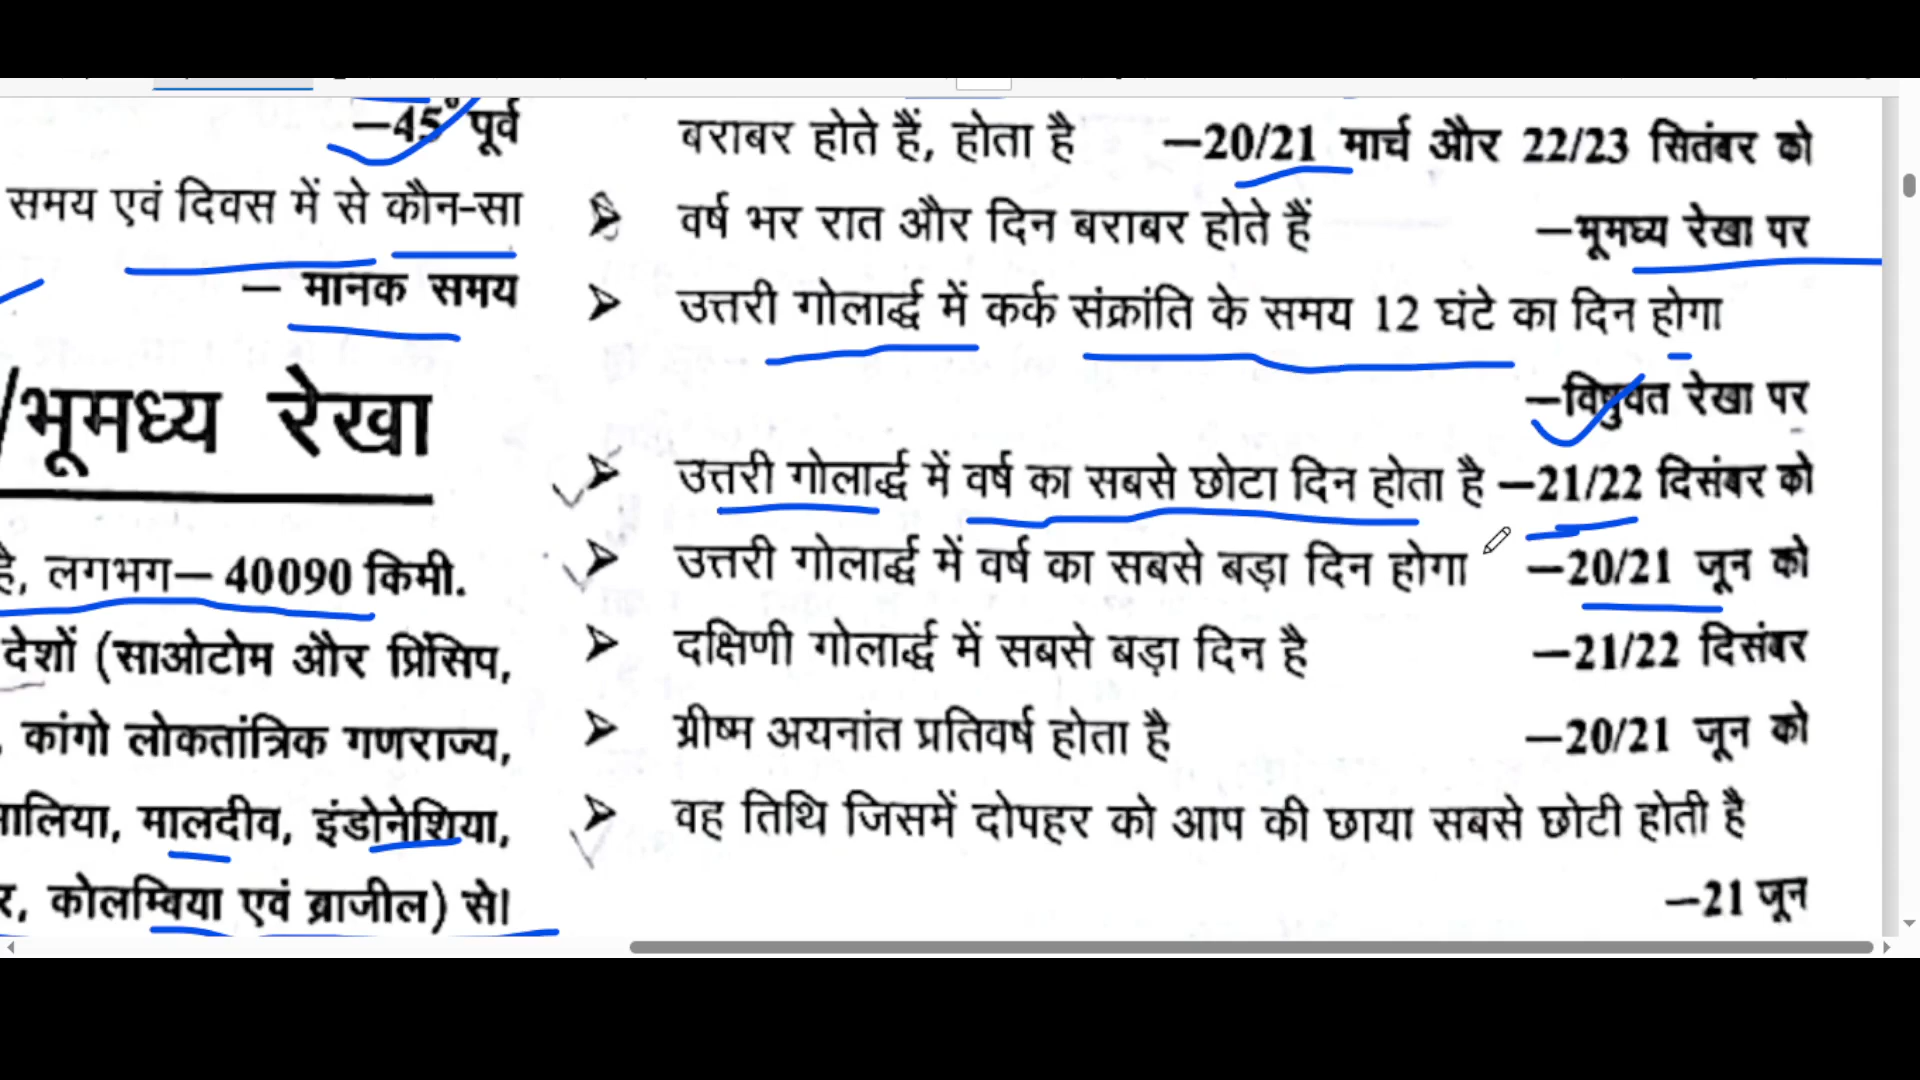 —45° पूर्व
समय एवं दिवस में से कौन-सा
— मानक समय
/भूमध्य रेखा
है, लगभग— 40090 किमी.
देशों (साओटोम और प्रिंसिप,
, कांगो लोकतांत्रिक गणराज्य,
मालदीव, इंडोनेशिया,
र, कोलम्बिया एवं ब्राजील) से।
बराबर होते हैं, होता है —20/21 मार्च और 22/23 सितंबर को
➢ वर्ष भर रात और दिन बराबर होते हैं —भूमध्य रेखा पर
➢ उत्तरी गोलार्द्ध में कर्क संक्रांति के समय 12 घंटे का दिन होगा
—विषुवत रेखा पर
➢ उत्तरी गोलार्द्ध में वर्ष का सबसे छोटा दिन होता है —21/22 दिसंबर को
➢ उत्तरी गोलार्द्ध में वर्ष का सबसे बड़ा दिन होगा —20/21 जून को
➢ दक्षिणी गोलार्द्ध में सबसे बड़ा दिन है —21/22 दिसंबर
➢ ग्रीष्म अयनांत प्रतिवर्ष होता है —20/21 जून को
➢ वह तिथि जिसमें दोपहर को आप की छाया सबसे छोटी होती है
—21 जून